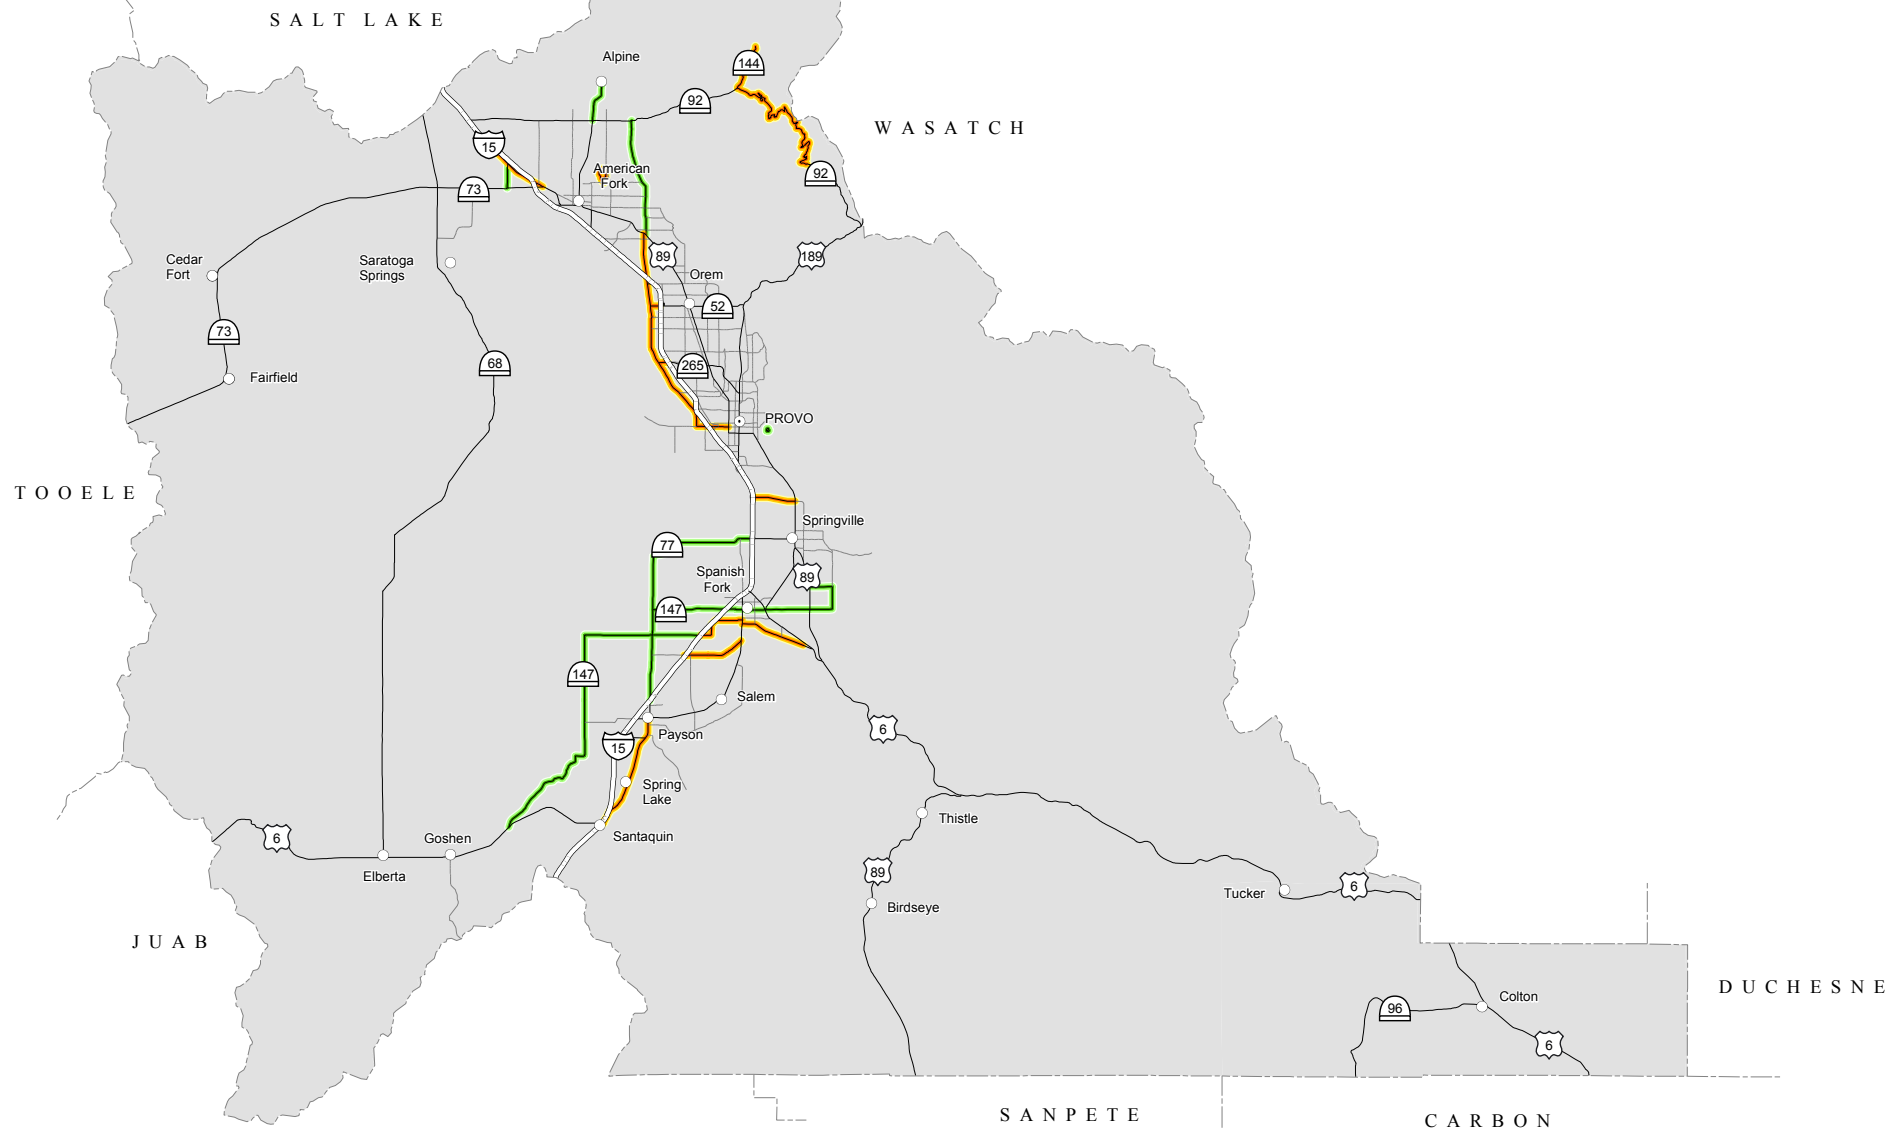 SALT LAKE
Alpine
144
92
WASATCH
15
American
Fork
92
73
Cedar
Fort
Saratoga
Springs
89
189
Orem
52
73
68
265
Fairfield
PROVO
TOOELE
Springville
77
Spanish
Fork
89
147
147
Salem
6
Payson
15
Spring
Lake
Thistle
6
Goshen
Santaquin
Elberta
89
Tucker
6
Birdseye
JUAB
DUCHESNE
Colton
96
6
SANPETE
CARBON